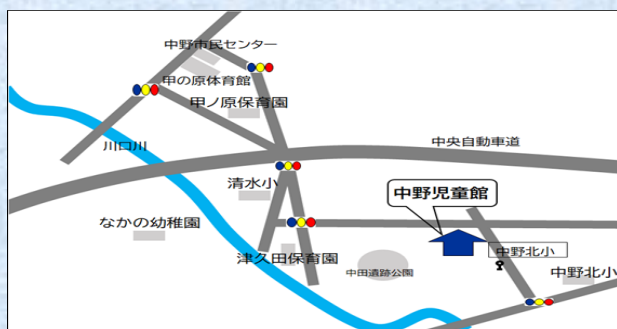 中野市民センター
甲の原体育館
甲ノ原保育園
川口川
中央自動車道
清水小
中野児童館
なかの幼稚園
津久田保育園
中田遺跡公園
中野北小
中野北小